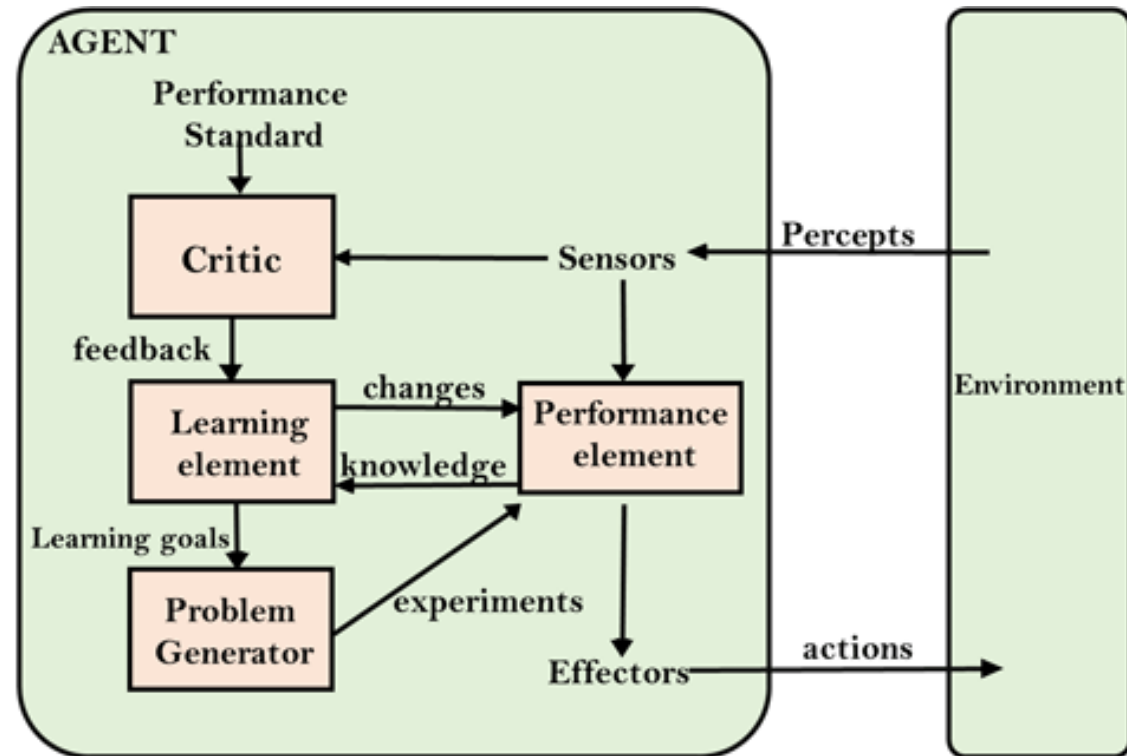 AGENT
Performance
Standard
Critic
Sensors
Percepts
feedback
Learning
element
changes
knowledge
Performance
element
Environment
Learning goals
Problem
Generator
experiments
Effectors
actions